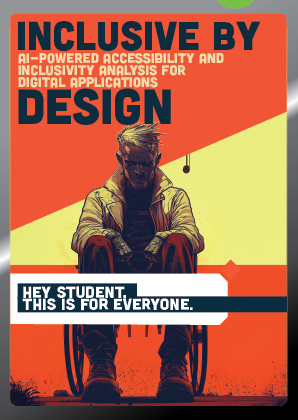 INCLUSIVE BY
AI-POWERED ACCESSIBILITY AND
INCLUSIVITY ANALYSIS FOR
DIGITAL APPLICATIONS
DESIGN
HEY STUDENT,
THIS IS FOR EVERYONE.